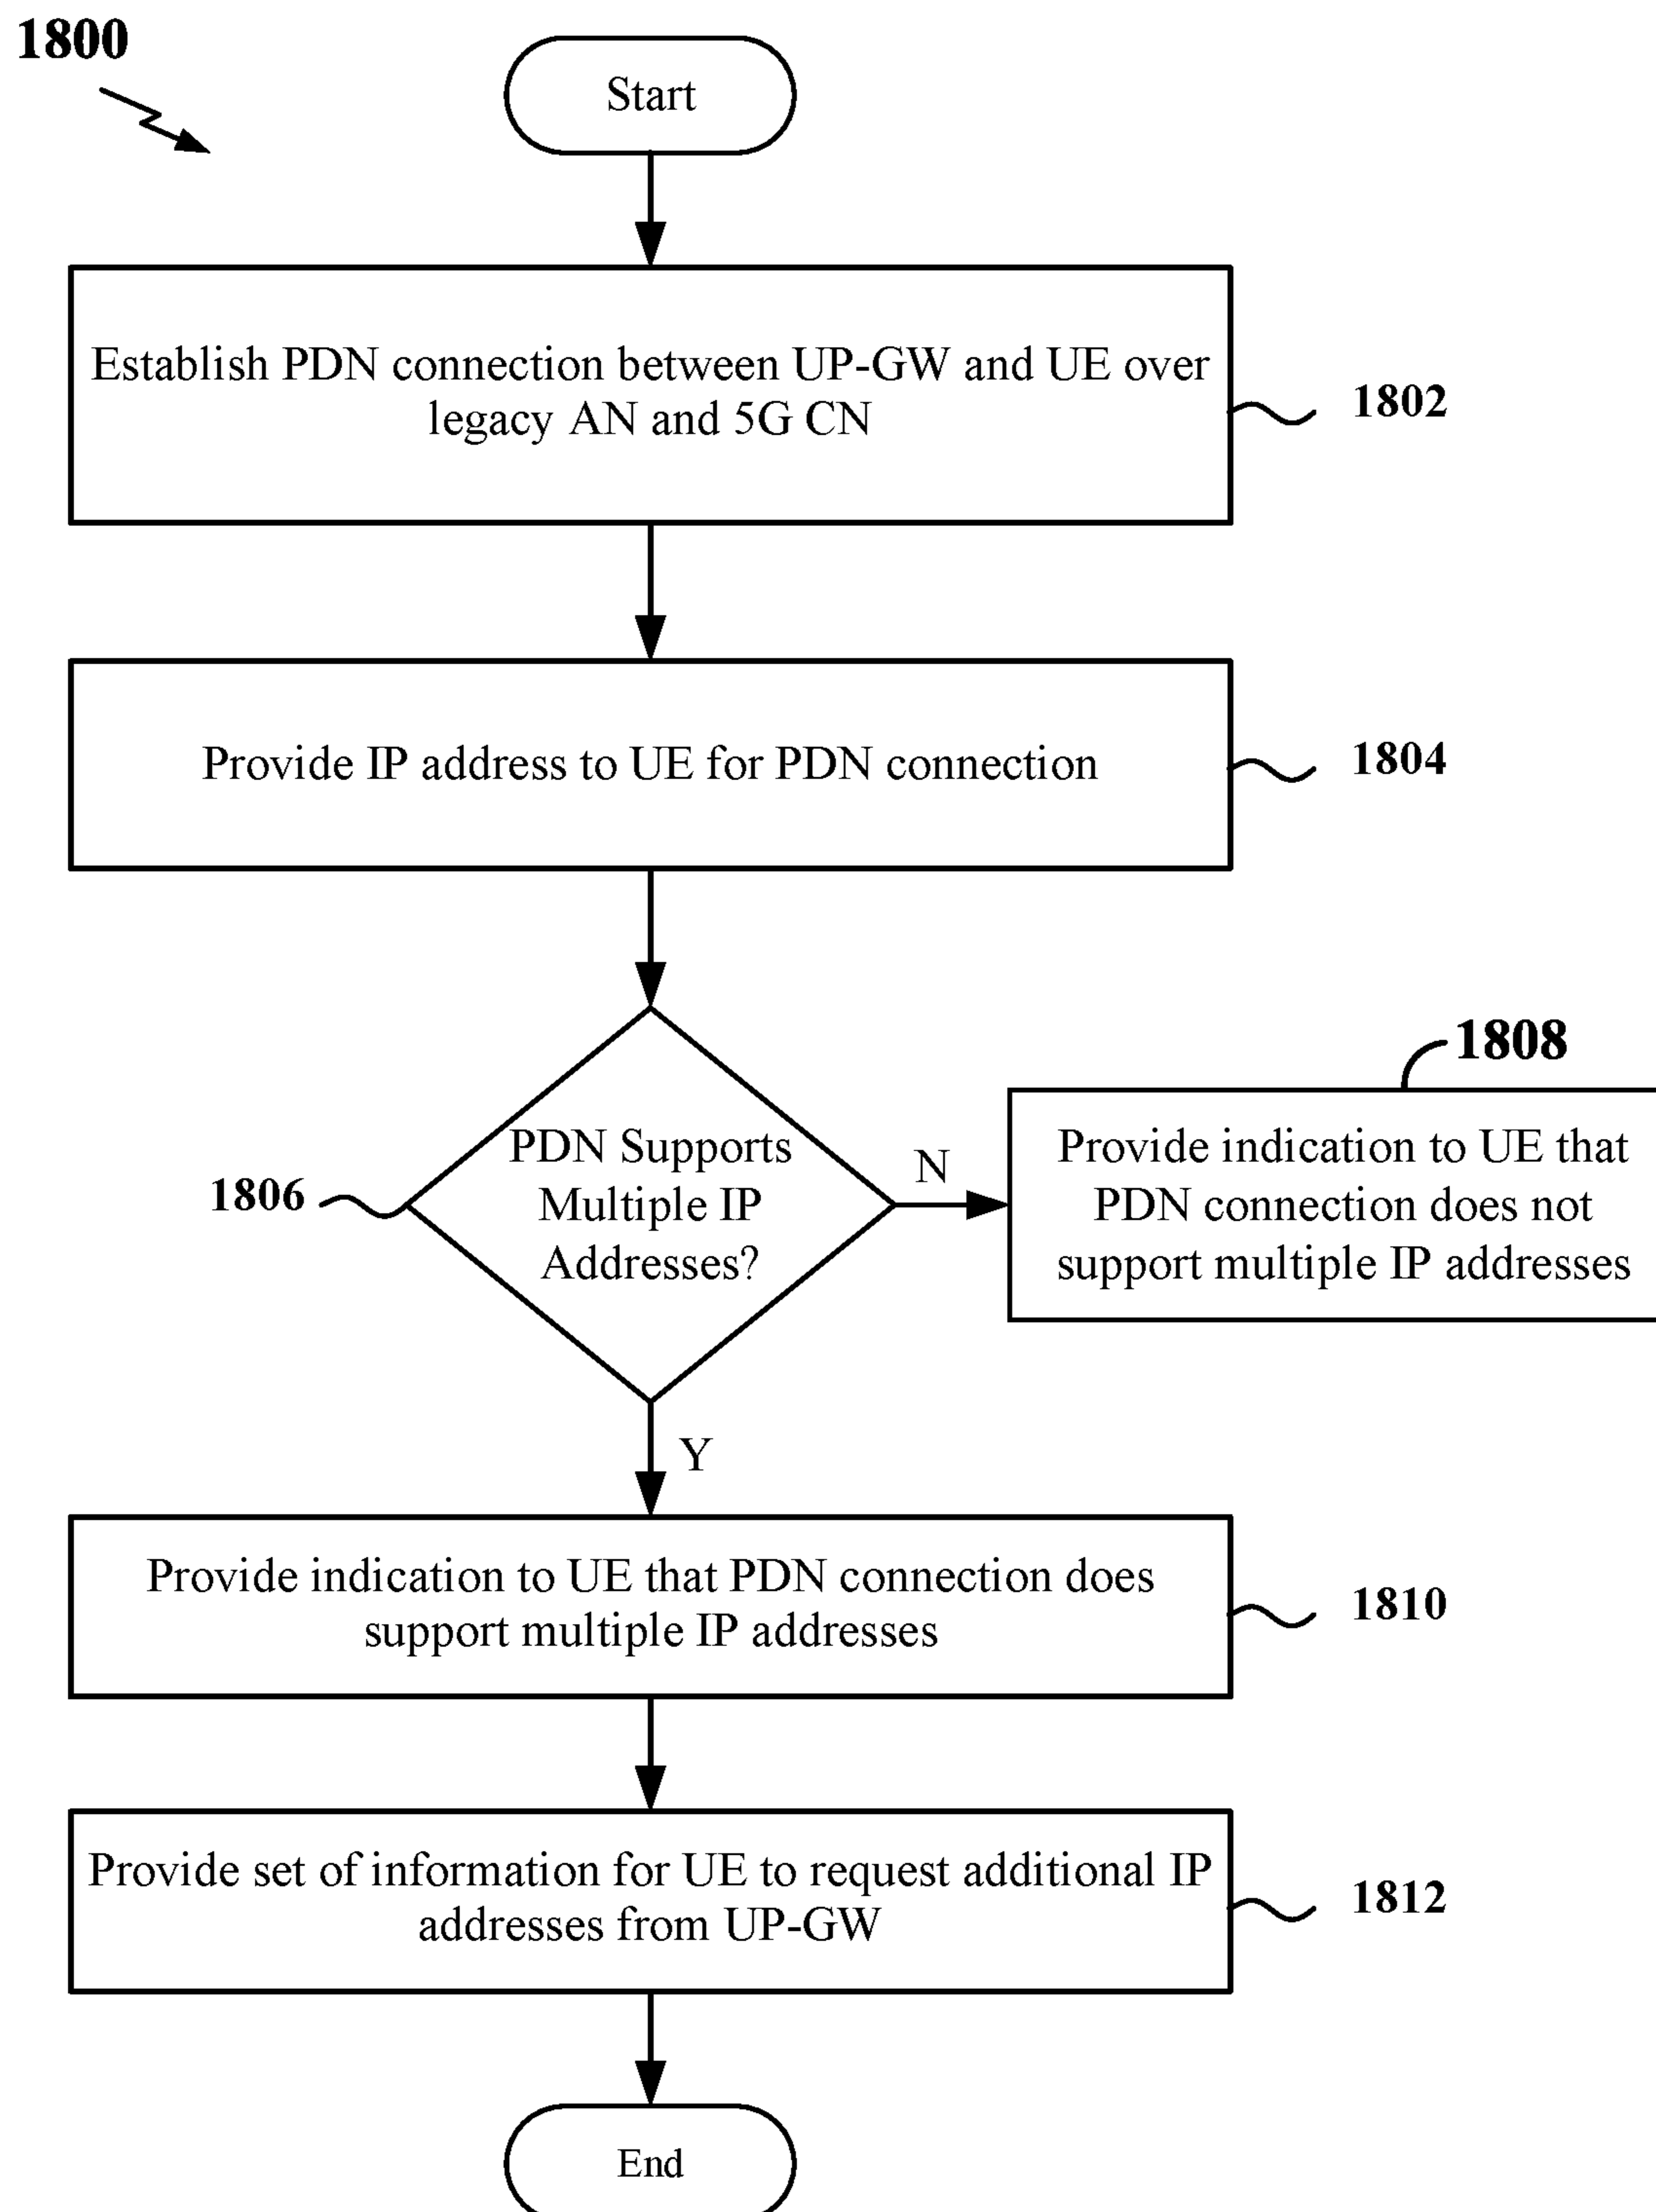 1800
Start
Establish PDN connection between UP-GW and UE over
legacy AN and 5G CN
1802
Provide IP address to UE for PDN connection
1804
PDN Supports
Multiple IP
Addresses?
1806
N
1808
Provide indication to UE that
PDN connection does not
support multiple IP addresses
Y
Provide indication to UE that PDN connection does
support multiple IP addresses
1810
Provide set of information for UE to request additional IP
addresses from UP-GW
1812
End